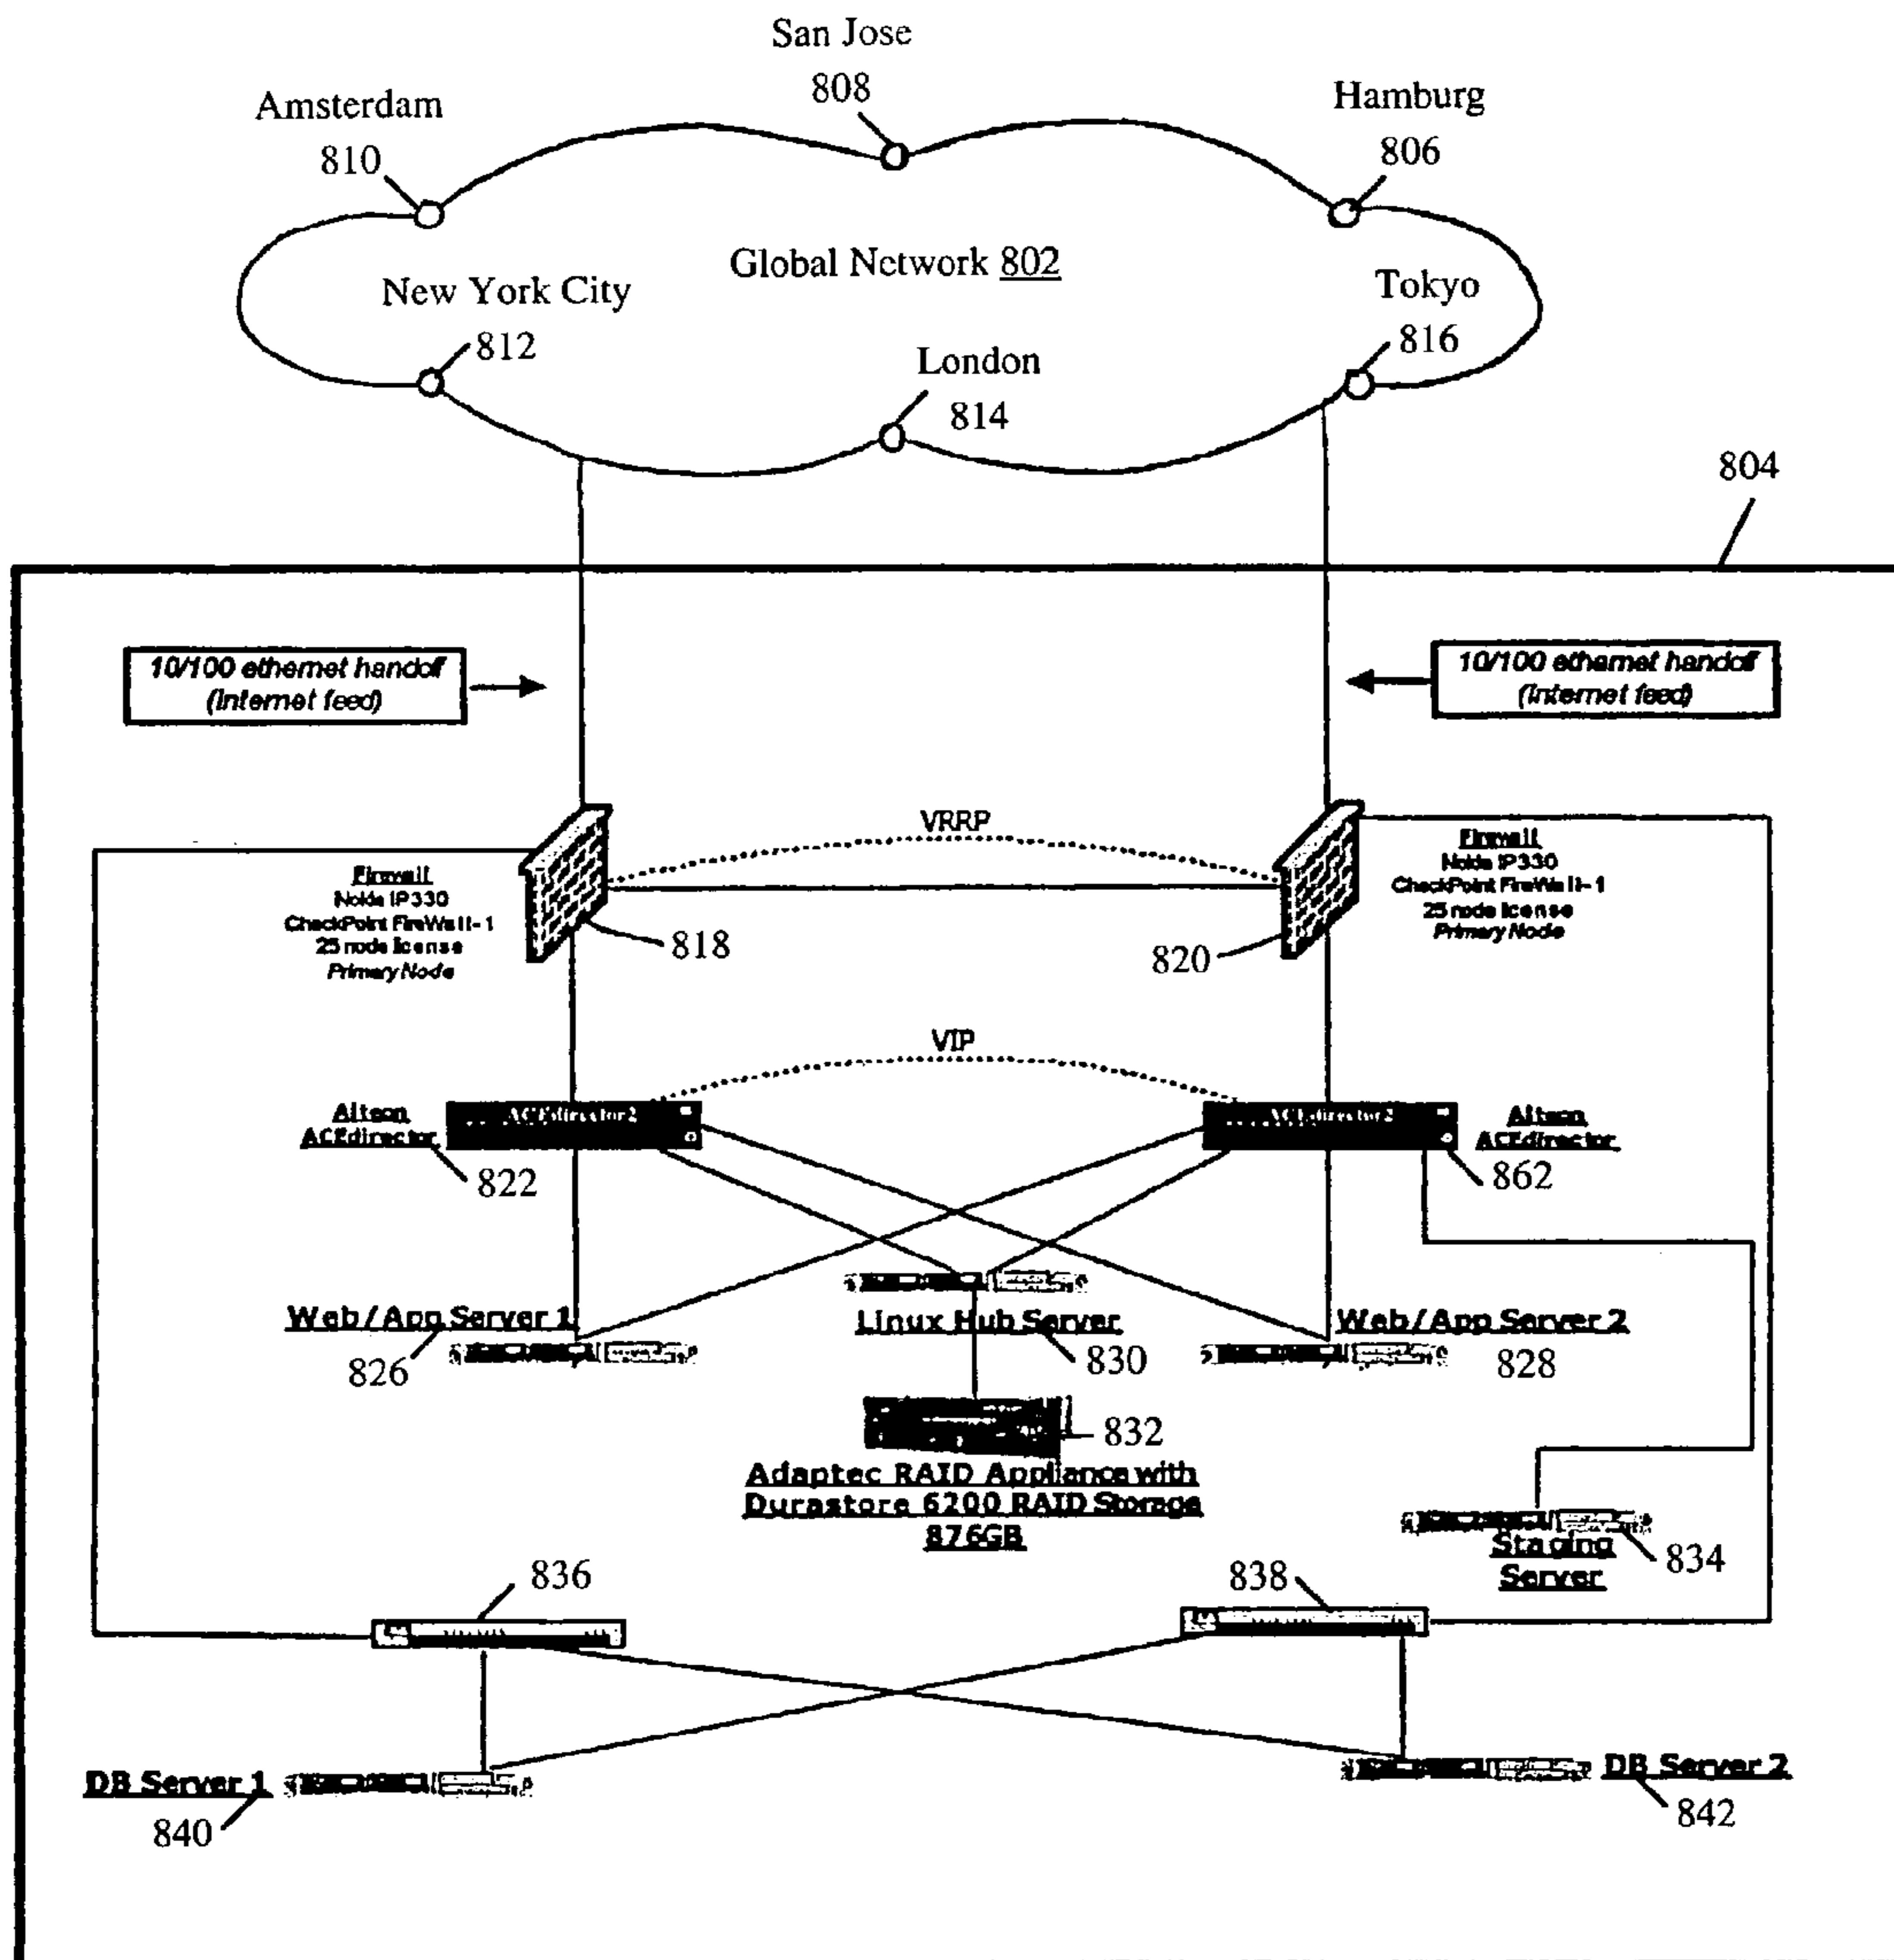 San Jose
808
Amsterdam
810
Hamburg
806
Global Network 802
New York City
812
Tokyo
816
London
814
804
10/100 ethernet handoff
(Internet feed)
10/100 ethernet handoff
(Internet feed)
VRRP
Firewall
Nokia IP330
CheckPoint FireWall-1
25 node license
Primary Node
818
820
Firewall
Nokia IP330
CheckPoint FireWall-1
25 node license
Primary Node
VIP
Alteon
ACEdirector
822
ACEdirector2
ACEdirector2
Alteon
ACEdirector
862
Web/App Server 1
826
Linux Hub Server
830
Web/App Server 2
828
832
Adaptec RAID Appliance with
Durastore 6200 RAID Storage
876GB
Staging
Server
834
836
838
DB Server 1
840
DB Server 2
842